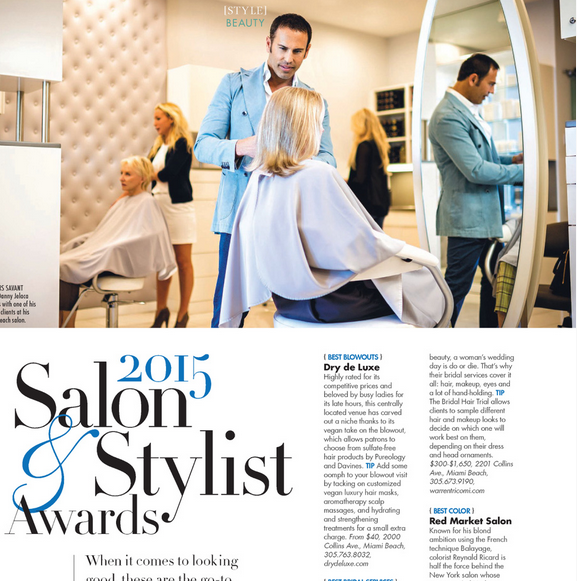 [STYLE]
BEAUTY
RS SAVANT
Danny Jelaca
with one of his
clients at his
each salon.
2015
Salon
& Stylist
Awards
When it comes to looking
good, these are the go-to
{ BEST BLOWOUTS }
Dry de Luxe
Highly rated for its
competitive prices and
beloved by busy ladies for
its late hours, this centrally
located venue has carved
out a niche thanks to its
vegan take on the blowout,
which allows patrons to
choose from sulfate-free
hair products by Pureology
and Davines. TIP Add some
oomph to your blowout visit
by tacking on customized
vegan luxury hair masks,
aromatherapy scalp
massages, and hydrating
and strengthening
treatments for a small extra
charge. From $40, 2000
Collins Ave., Miami Beach,
305.763.8032,
drydeluxe.com
{ BEST BRIDAL SERVICES }
beauty, a woman's wedding
day is do or die. That's why
their bridal services cover it
all: hair, makeup, eyes and
a lot of hand-holding. TIP
The Bridal Hair Trial allows
clients to sample different
hair and makeup looks to
decide on which one will
work best on them,
depending on their dress
and head ornaments.
$300-$1,650, 2201 Collins
Ave., Miami Beach,
305.673.9190,
warrentricomi.com
{ BEST COLOR }
Red Market Salon
Known for his blond
ambition using the French
technique Balayage,
colorist Reynald Ricard is
half the force behind the
New York salon whose